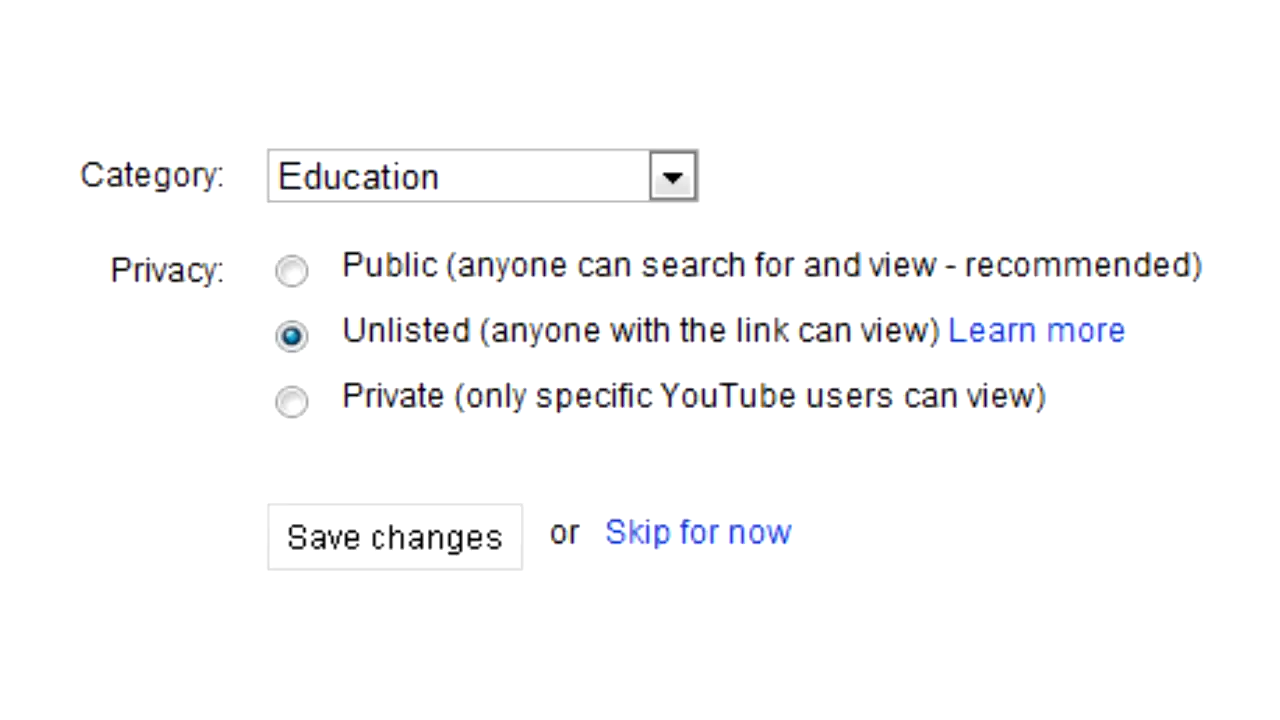 Category: Education
Privacy: Public (anyone can search for and view - recommended)
Unlisted (anyone with the link can view) Learn more
Private (only specific YouTube users can view)
Save changes or Skip for now